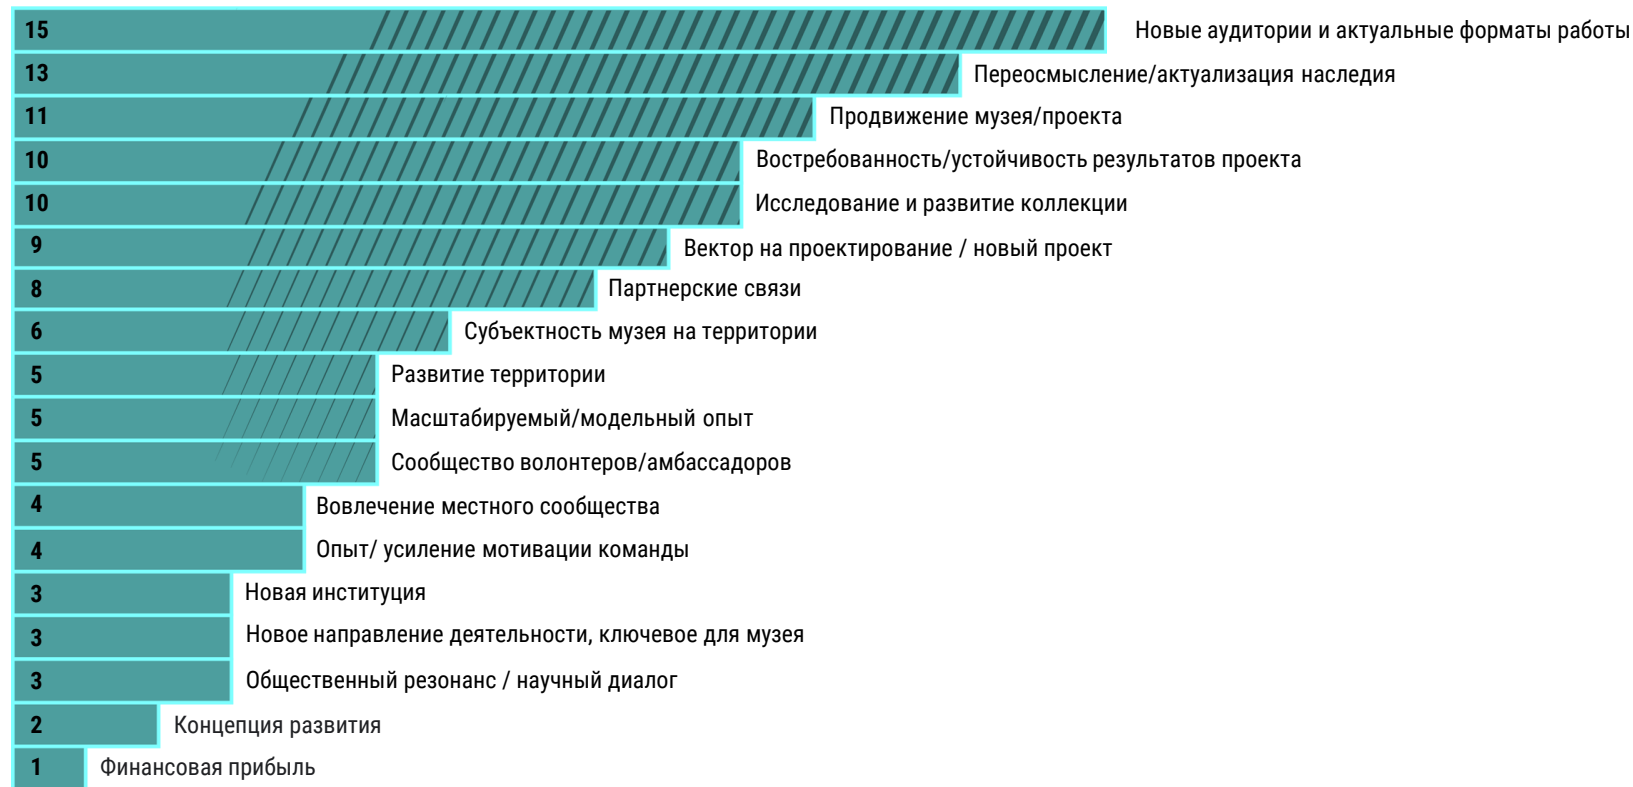 15 Новые аудитории и актуальные форматы работы
13 Переосмысление/актуализация наследия
11 Продвижение музея/проекта
10 Востребованность/устойчивость результатов проекта
10 Исследование и развитие коллекции
9 Вектор на проектирование / новый проект
8 Партнерские связи
6 Субъектность музея на территории
5 Развитие территории
5 Масштабируемый/модельный опыт
5 Сообщество волонтеров/амбассадоров
4 Вовлечение местного сообщества
4 Опыт/ усиление мотивации команды
3 Новая институция
3 Новое направление деятельности, ключевое для музея
3 Общественный резонанс / научный диалог
2 Концепция развития
1 Финансовая прибыль